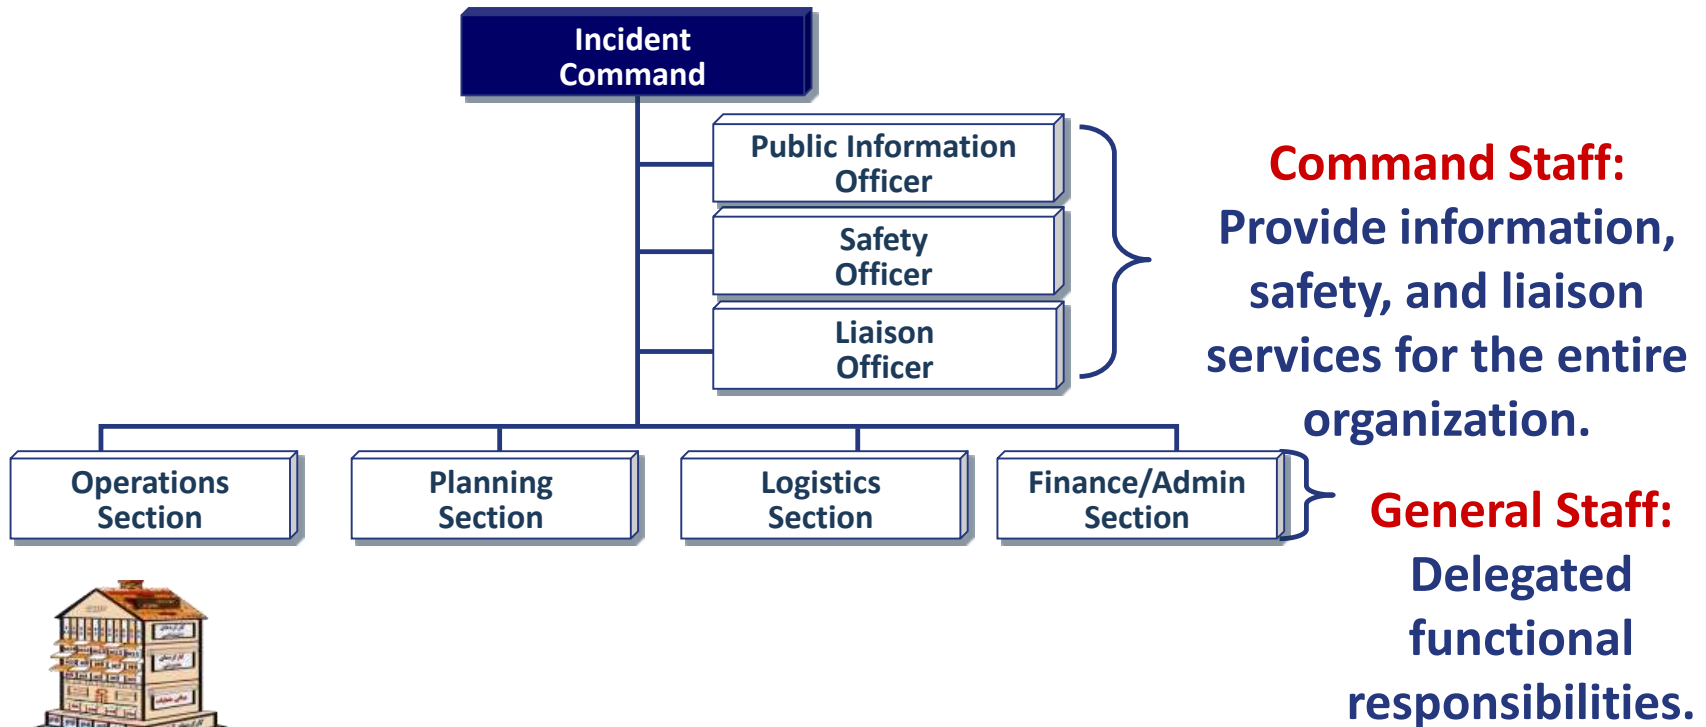 Incident
Command
Public Information
Officer
Safety
Officer
Liaison
Officer
Command Staff:
Provide information,
safety, and liaison
services for the entire
organization.
Operations
Section
Planning
Section
Logistics
Section
Finance/Admin
Section
General Staff:
Delegated
functional
responsibilities.